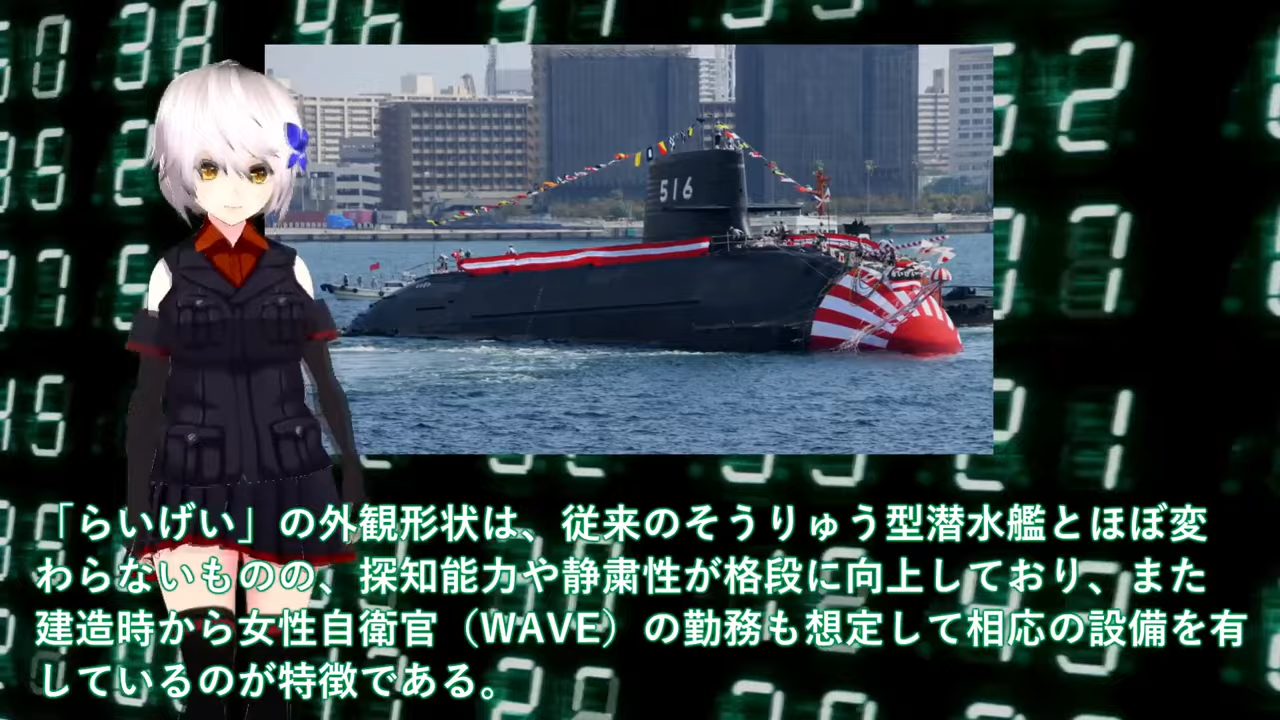 516
「らいげい」の外観形状は、従来のそうりゅう型潜水艦とほぼ変
わらないものの、探知能力や静粛性が格段に向上しており、また
建造時から女性自衛官（WAVE）の勤務も想定して相応の設備を有
しているのが特徴である。